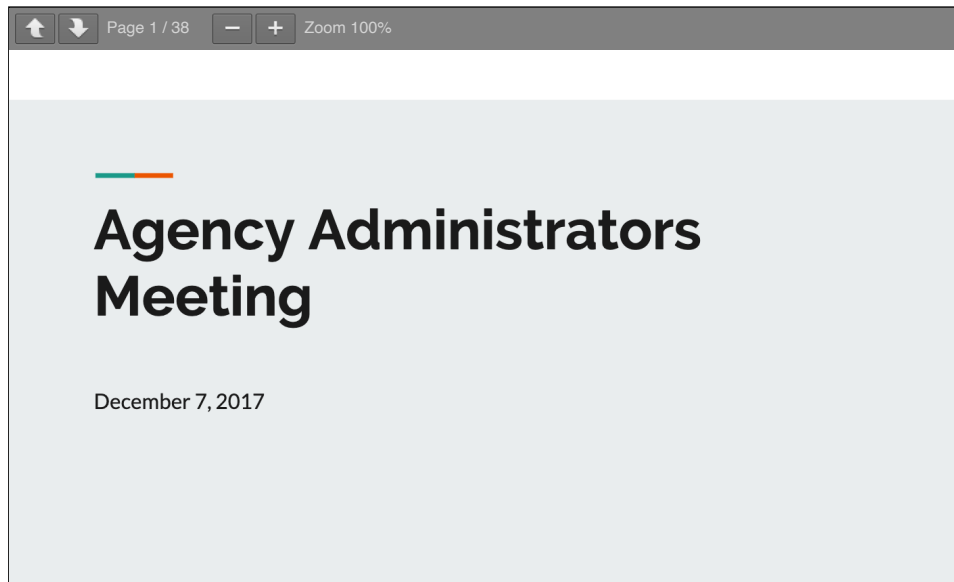 Page 1 / 38 Zoom 100%
Agency Administrators
Meeting
December 7, 2017